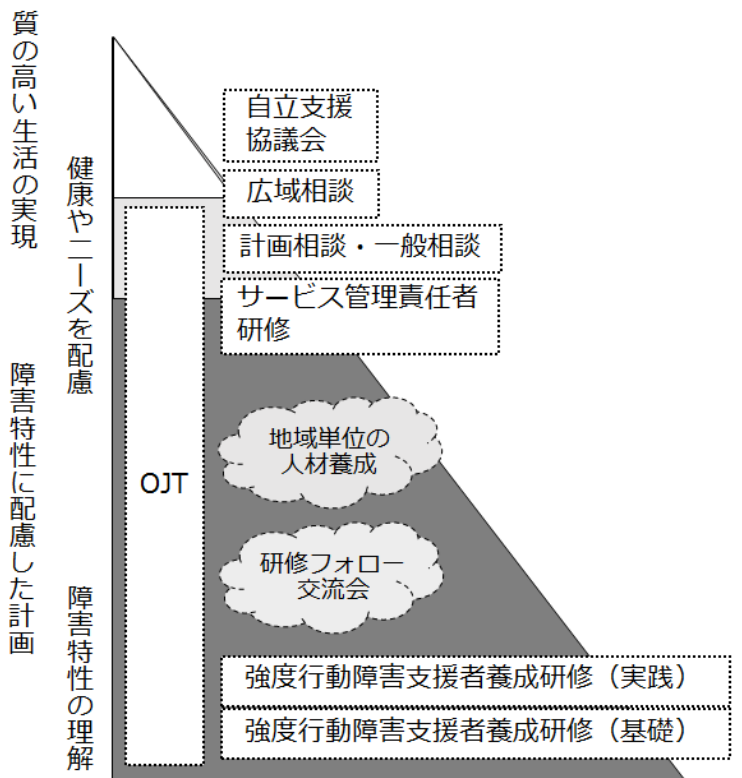 質の高い生活の実現
健康やニーズを配慮
障害特性に配慮した計画
障害特性の理解
自立支援
協議会
広域相談
計画相談・一般相談
サービス管理責任者
研修
OJT
地域単位の
人材養成
研修フォロー
交流会
強度行動障害支援者養成研修（実践）
強度行動障害支援者養成研修（基礎）